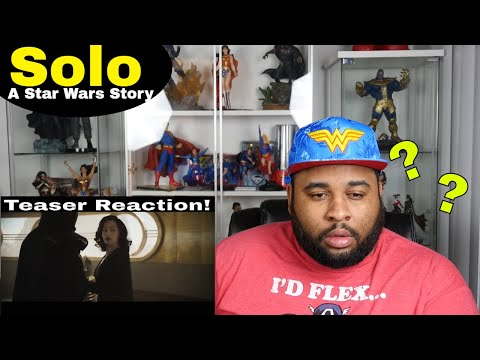 Solo
A Star Wars Story
Teaser Reaction!
? ?
I'D FLEX...